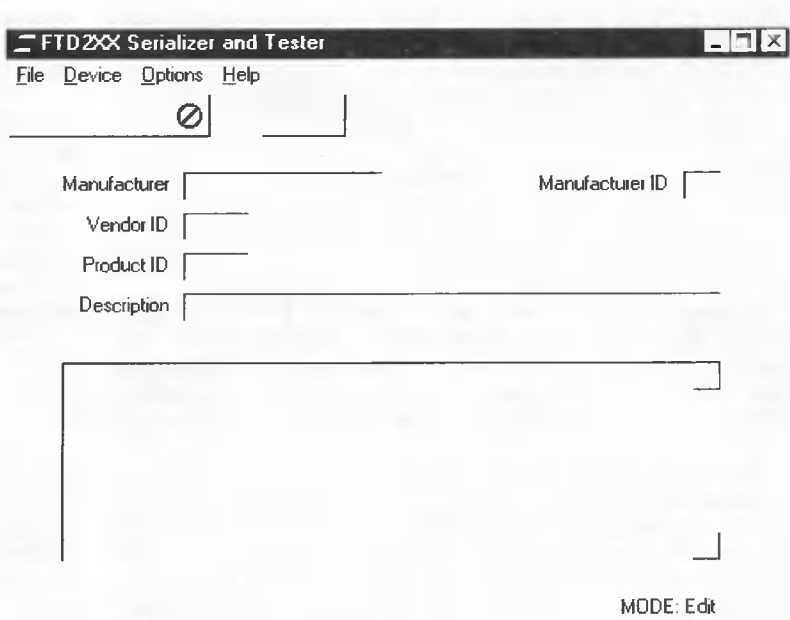 FTD2XX Serializer and Tester
File Device Options Help
Manufacturer Manufacturer ID
Vendor ID
Product ID
Description
MODE: Edit